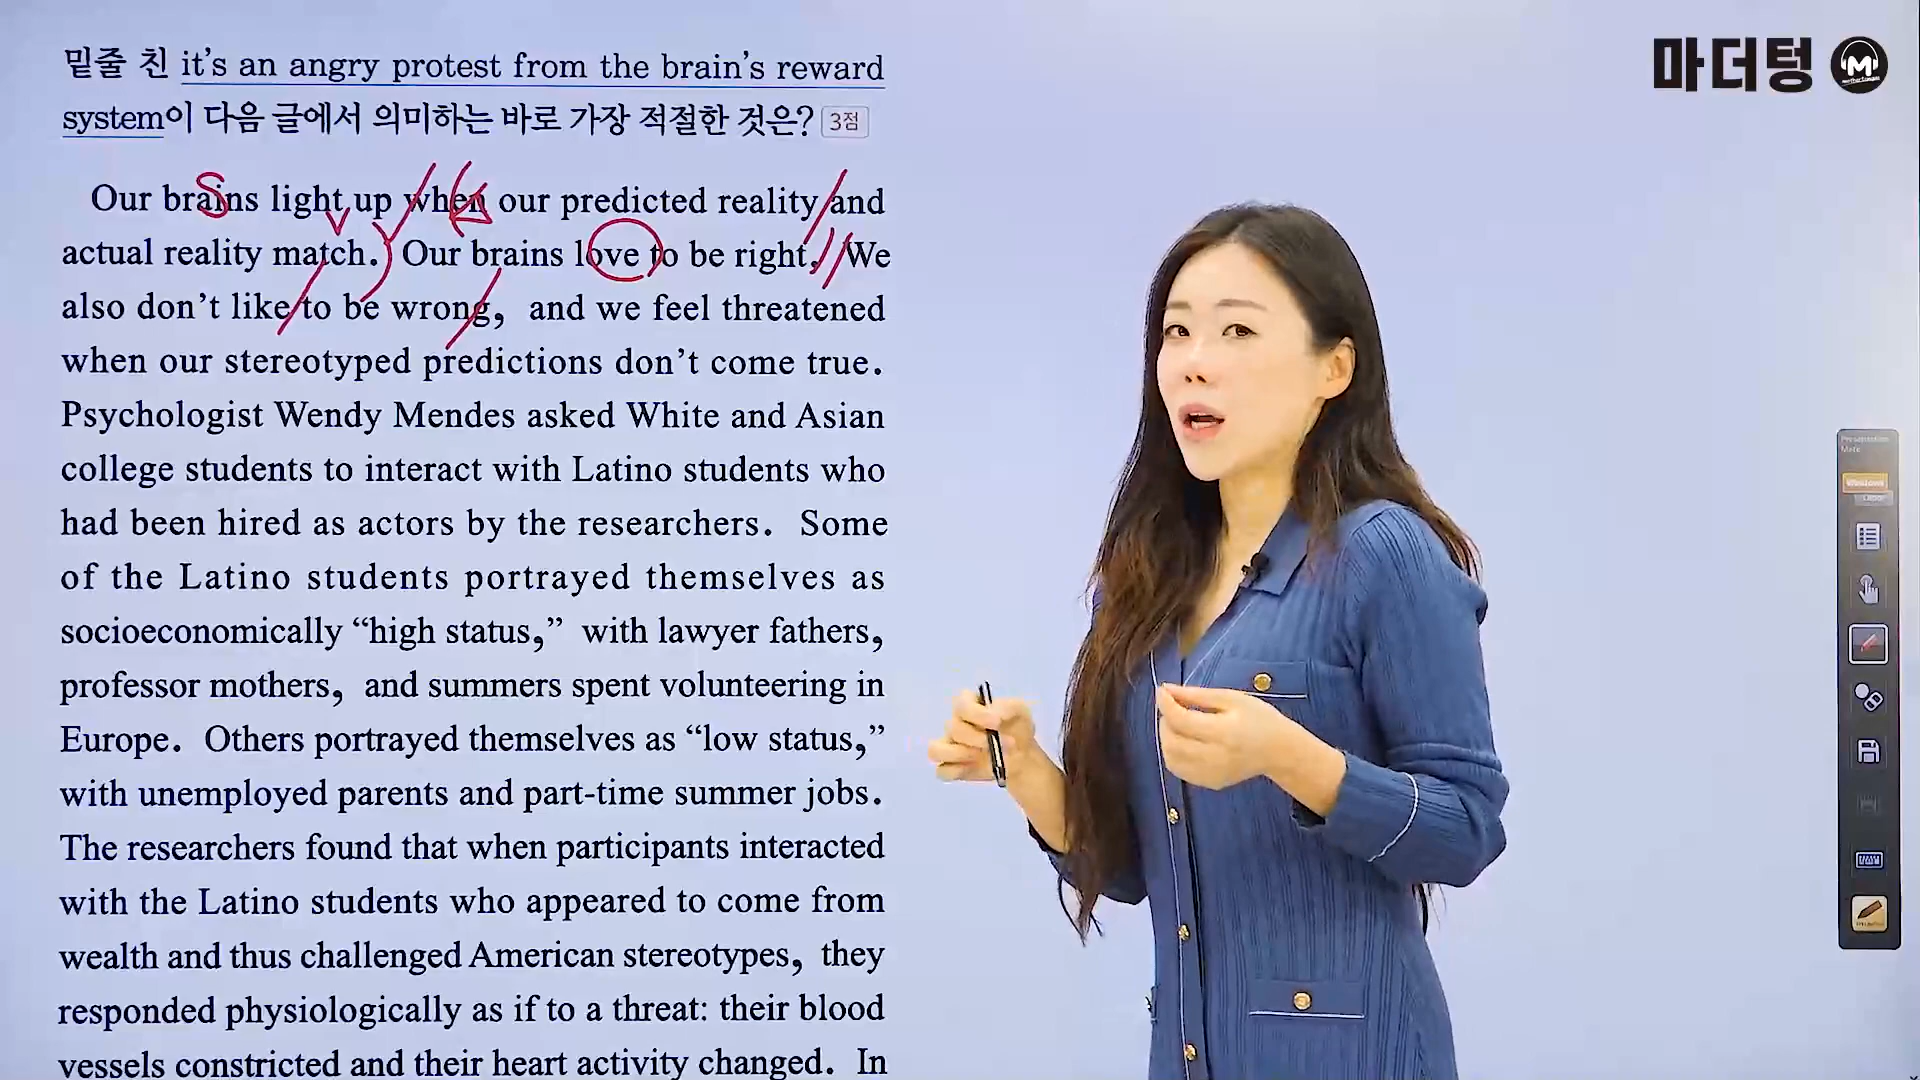 밑줄 친 it's an angry protest from the brain's reward
system이 다음 글에서 의미하는 바로 가장 적절한 것은? 3점
Our brains light up when our predicted reality and
actual reality match. Our brains love to be right. We
also don't like to be wrong, and we feel threatened
when our stereotyped predictions don't come true.
Psychologist Wendy Mendes asked White and Asian
college students to interact with Latino students who
had been hired as actors by the researchers. Some
of the Latino students portrayed themselves as
socioeconomically “high status,” with lawyer fathers,
professor mothers, and summers spent volunteering in
Europe. Others portrayed themselves as “low status,”
with unemployed parents and part-time summer jobs.
The researchers found that when participants interacted
with the Latino students who appeared to come from
wealth and thus challenged American stereotypes, they
responded physiologically as if to a threat: their blood
vessels constricted and their heart activity changed. In
마더텅
M